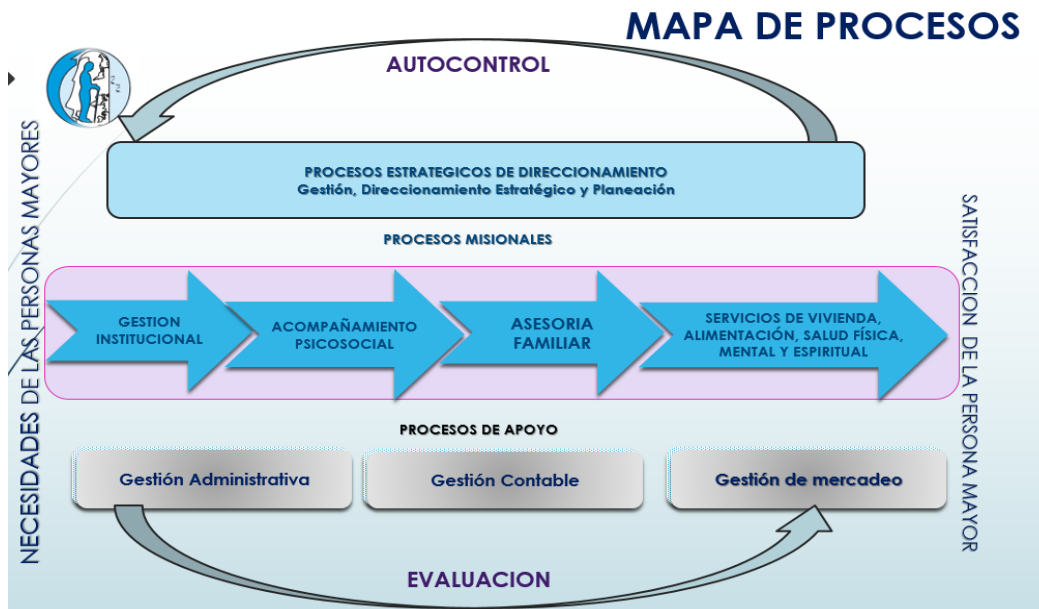 MAPA DE PROCESOS
AUTOCONTROL
NECESIDADES DE LAS PERSONAS MAYORES
PROCESOS ESTRATEGICOS DE DIRECCIONAMIENTO
Gestión, Direccionamiento Estratégico y Planeación
PROCESOS MISIONALES
GESTION
INSTITUCIONAL
ACOMPAÑAMIENTO
PSICOSOCIAL
ASESORIA
FAMILIAR
SERVICIOS DE VIVIENDA,
ALIMENTACIÓN, SALUD FÍSICA,
MENTAL Y ESPIRITUAL
SATISFACCION DE LA PERSONA MAYOR
PROCESOS DE APOYO
Gestión Administrativa
Gestión Contable
Gestión de mercadeo
EVALUACION